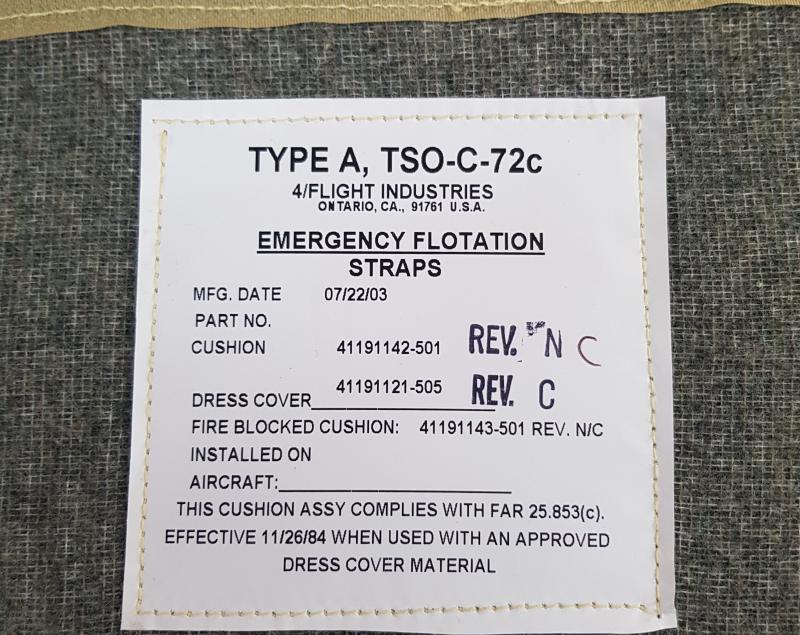 TYPE A, TSO-C-72c
4/FLIGHT INDUSTRIES
ONTARIO, CA., 91761 U.S.A.
EMERGENCY FLOTATION
STRAPS
MFG. DATE 07/22/03
PART NO.
CUSHION 41191142-501 REV. N C
DRESS COVER 41191121-505 REV. C
FIRE BLOCKED CUSHION: 41191143-501 REV. N/C
INSTALLED ON
AIRCRAFT:
THIS CUSHION ASSY COMPLIES WITH FAR 25.853(c).
EFFECTIVE 11/26/84 WHEN USED WITH AN APPROVED
DRESS COVER MATERIAL